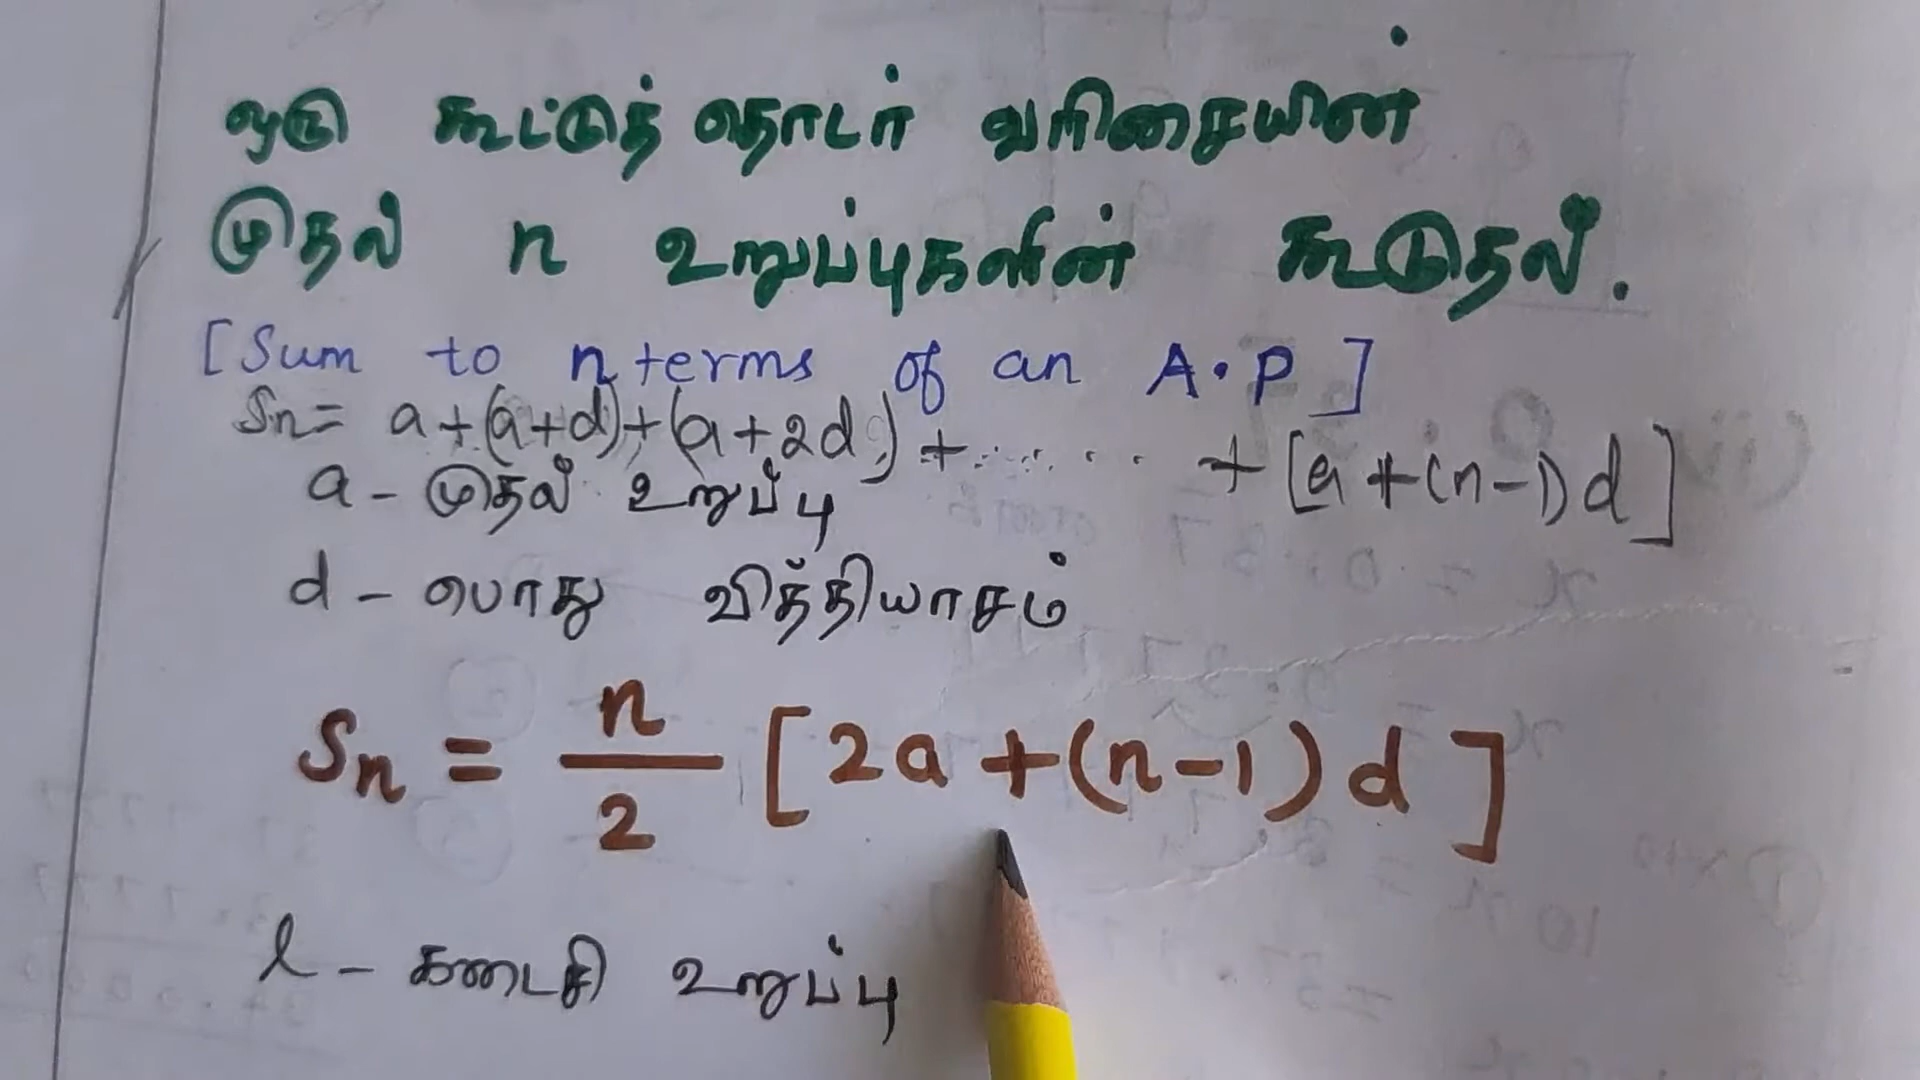 ஒரு கூட்டுத் தொடர் வரிசையின்
முதல் n உறுப்புகளின் கூடுதல்.
[Sum to n terms of an A.P]
Sn = a+(a+d)+(a+2d)+........+[a+(n-1)d]
a - முதல் உறுப்பு
d - பொது வித்தியாசம்
Sn = n/2 [2a+(n-1)d]
l - கடைசி உறுப்பு